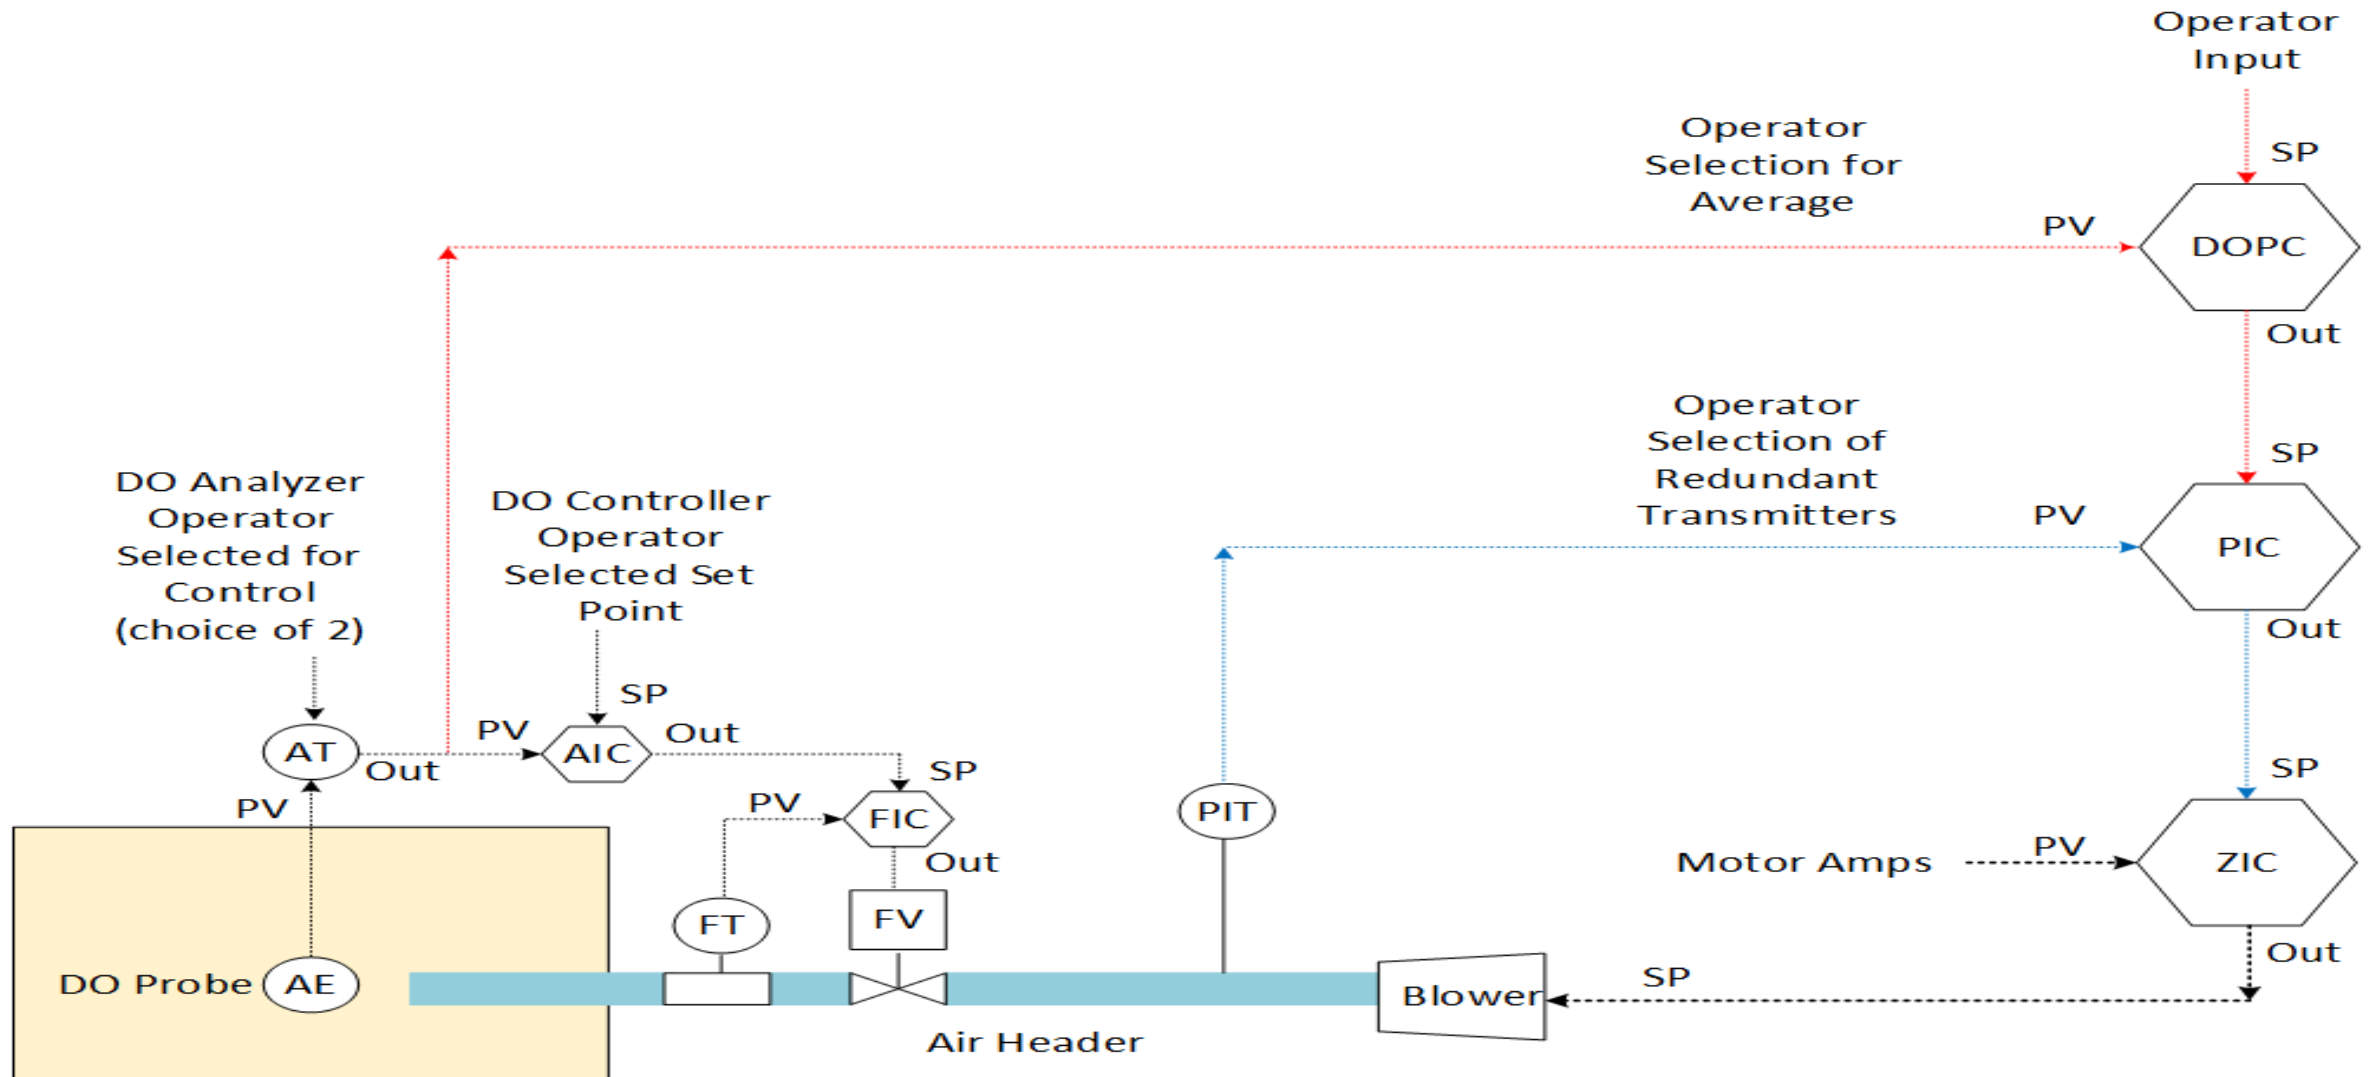 Operator
Input
SP
Operator
Selection for
Average
PV
DOPC
Out
Operator
Selection of
Redundant
Transmitters
SP
PV
PIC
Out
DO Analyzer
Operator
Selected for
Control
(choice of 2)
DO Controller
Operator
Selected Set
Point
SP
AT
Out
PV
AIC
Out
SP
PV
PV
FIC
Out
PIT
SP
Motor Amps
PV
ZIC
Out
FT
FV
DO Probe
AE
Blower
SP
Air Header